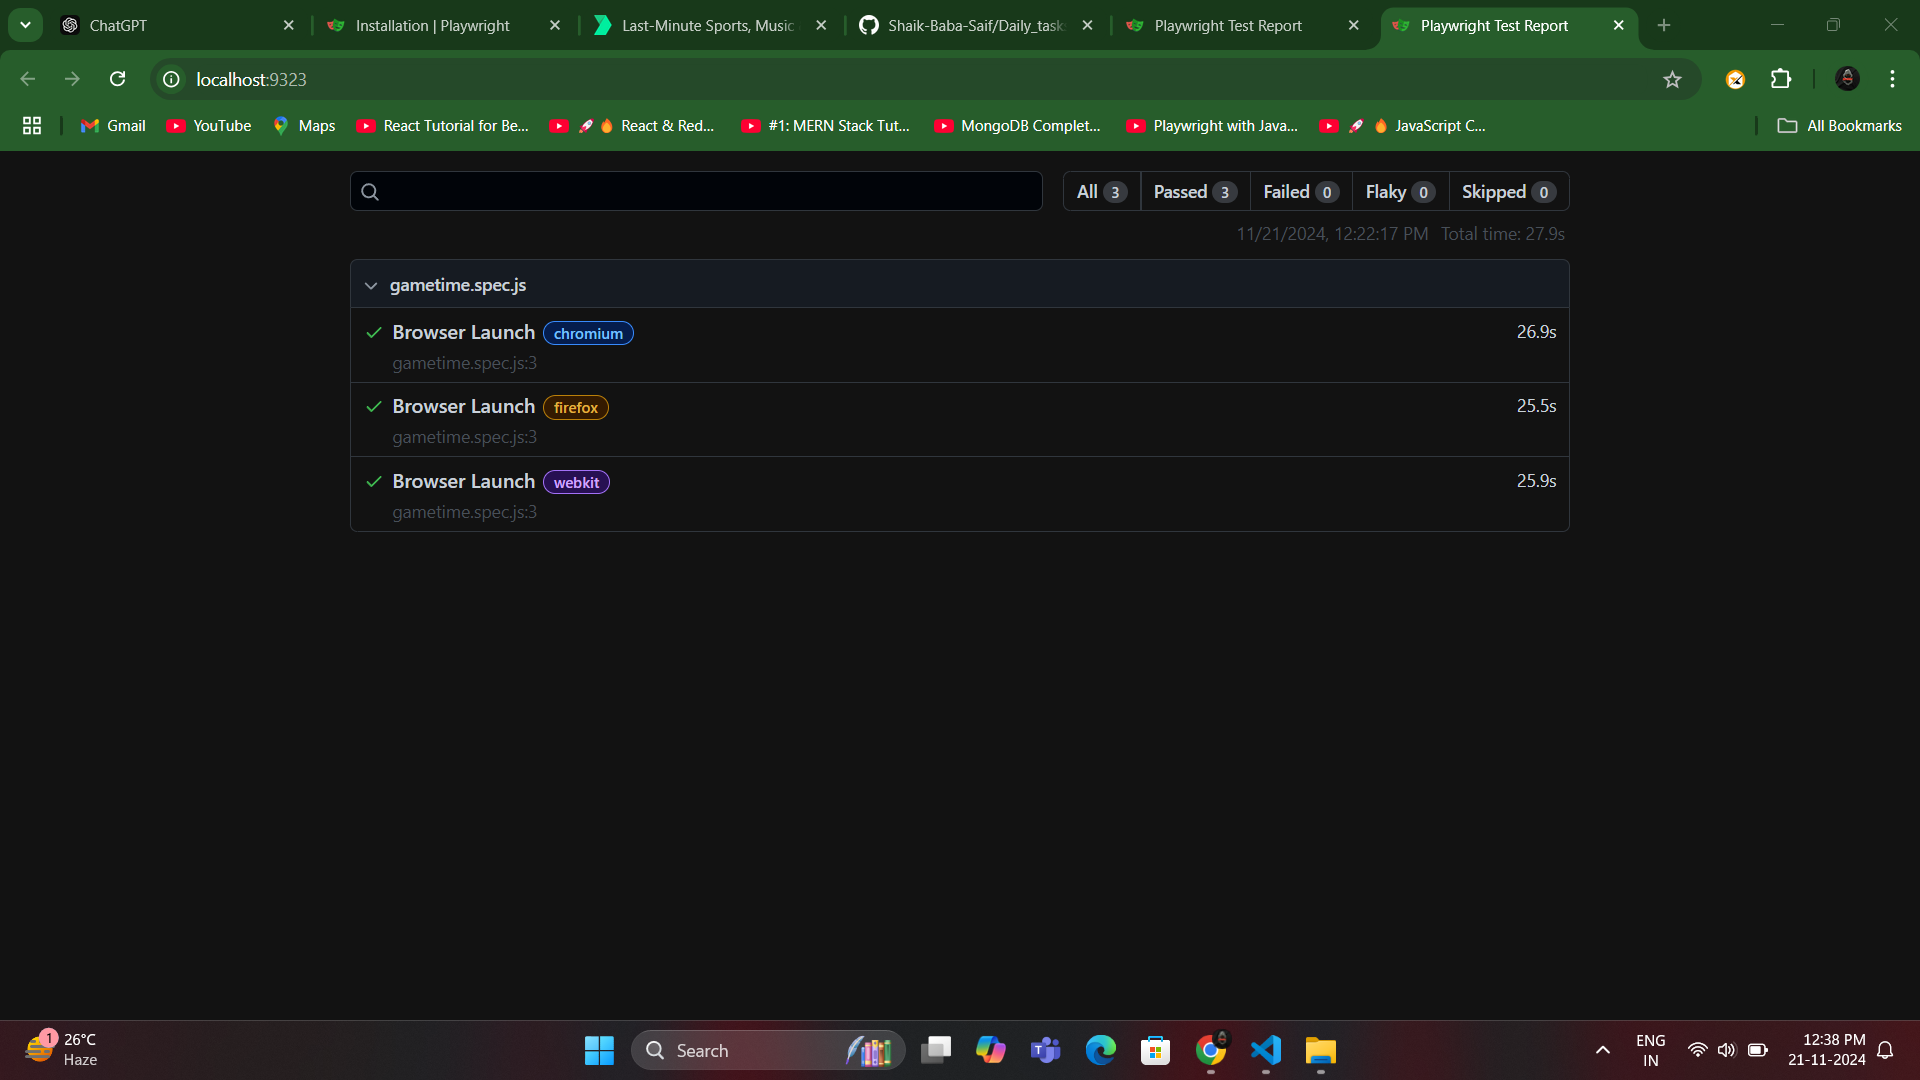 ChatGPT
Installation | Playwright
Last-Minute Sports, Music
Shaik-Baba-Saif/Daily_task
Playwright Test Report
Playwright Test Report
localhost:9323
Gmail
YouTube
Maps
React Tutorial for Be...
🚀🔥 React & Red...
#1: MERN Stack Tut...
MongoDB Complet...
Playwright with Java...
🚀🔥 JavaScript C...
All Bookmarks
All 3
Passed 3
Failed 0
Flaky 0
Skipped 0
11/21/2024, 12:22:17 PM Total time: 27.9s
gametime.spec.js
Browser Launch chromium 26.9s
gametime.spec.js:3
Browser Launch firefox 25.5s
gametime.spec.js:3
Browser Launch webkit 25.9s
gametime.spec.js:3
1
26°C
Haze
Search
ENG
IN
12:38 PM
21-11-2024